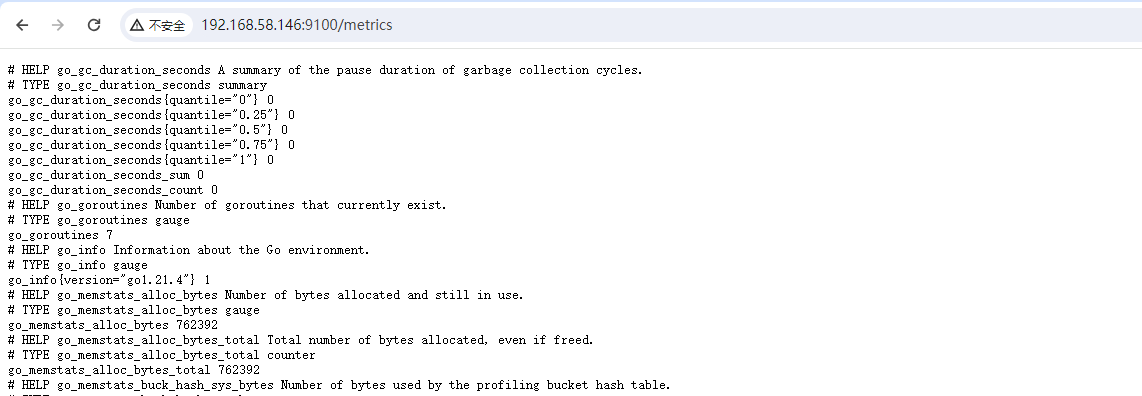 不安全 192.168.58.146:9100/metrics
# HELP go_gc_duration_seconds A summary of the pause duration of garbage collection cycles.
# TYPE go_gc_duration_seconds summary
go_gc_duration_seconds{quantile="0"} 0
go_gc_duration_seconds{quantile="0.25"} 0
go_gc_duration_seconds{quantile="0.5"} 0
go_gc_duration_seconds{quantile="0.75"} 0
go_gc_duration_seconds{quantile="1"} 0
go_gc_duration_seconds_sum 0
go_gc_duration_seconds_count 0
# HELP go_goroutines Number of goroutines that currently exist.
# TYPE go_goroutines gauge
go_goroutines 7
# HELP go_info Information about the Go environment.
# TYPE go_info gauge
go_info{version="go1.21.4"} 1
# HELP go_memstats_alloc_bytes Number of bytes allocated and still in use.
# TYPE go_memstats_alloc_bytes gauge
go_memstats_alloc_bytes 762392
# HELP go_memstats_alloc_bytes_total Total number of bytes allocated, even if freed.
# TYPE go_memstats_alloc_bytes_total counter
go_memstats_alloc_bytes_total 762392
# HELP go_memstats_buck_hash_sys_bytes Number of bytes used by the profiling bucket hash table.